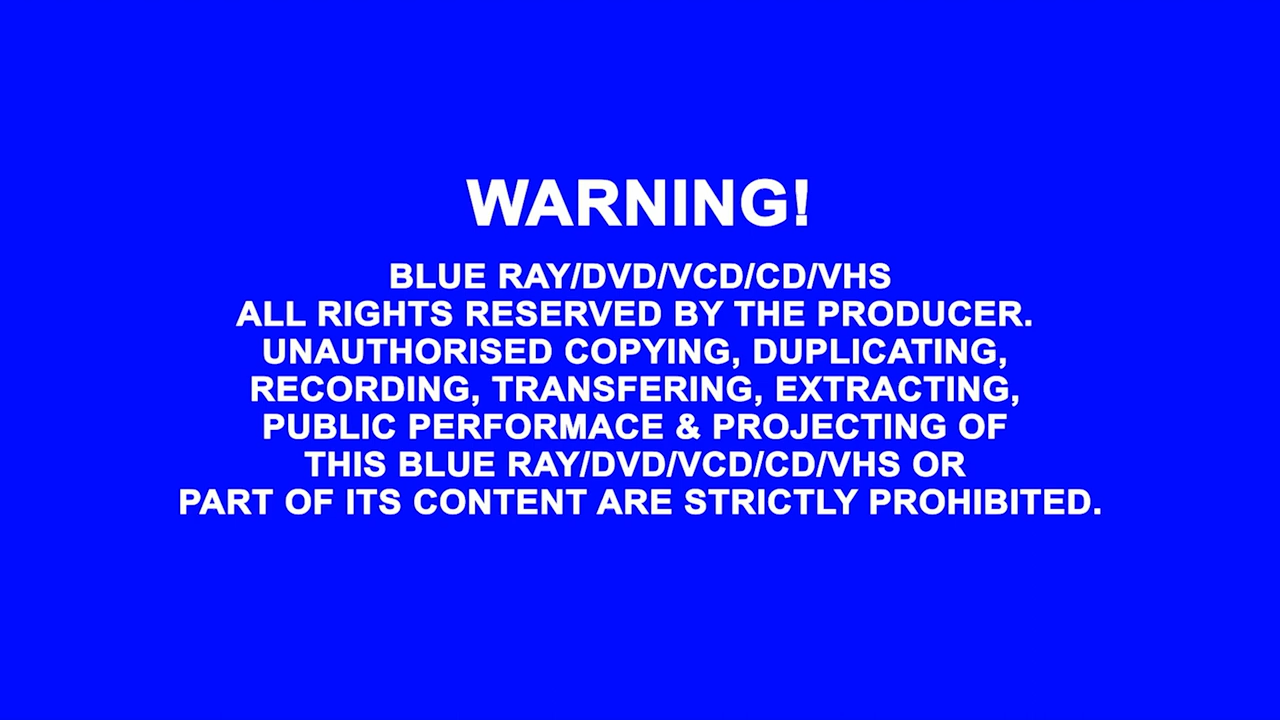 WARNING!
BLUE RAY/DVD/VCD/CD/VHS
ALL RIGHTS RESERVED BY THE PRODUCER.
UNAUTHORISED COPYING, DUPLICATING,
RECORDING, TRANSFERING, EXTRACTING,
PUBLIC PERFORMACE & PROJECTING OF
THIS BLUE RAY/DVD/VCD/CD/VHS OR
PART OF ITS CONTENT ARE STRICTLY PROHIBITED.